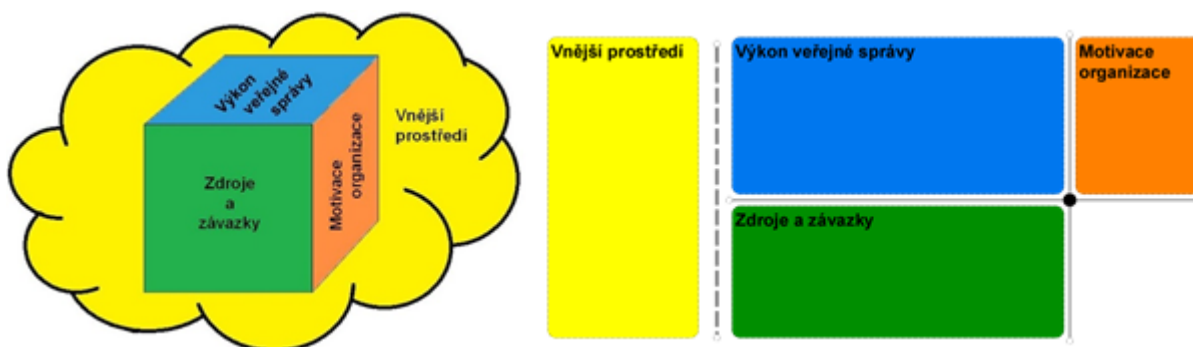 Výkon
veřejné
správy
Vnější
prostředí
Zdroje
a
závazky
Motivace
organizace
Vnější prostředí
Výkon veřejné správy
Motivace
organizace
Zdroje a závazky